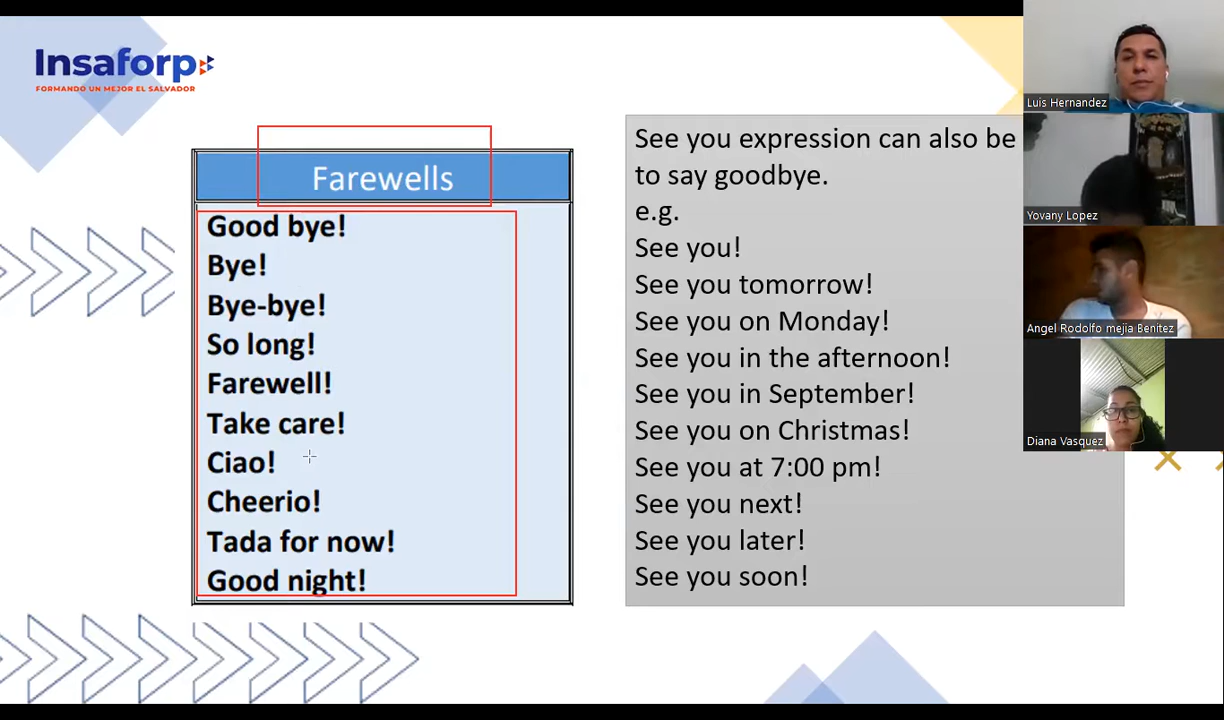 Insaforp
FORMANDO UN MEJOR EL SALVADOR
Farewells
Good bye!
Bye!
Bye-bye!
So long!
Farewell!
Take care!
Ciao!
Cheerio!
Tada for now!
Good night!
See you expression can also be
to say goodbye.
e.g.
See you!
See you tomorrow!
See you on Monday!
See you in the afternoon!
See you in September!
See you on Christmas!
See you at 7:00 pm!
See you next!
See you later!
See you soon!
Luis Hernandez
Yovany Lopez
Angel Rodolfo mejia Benitez
Diana Vasquez